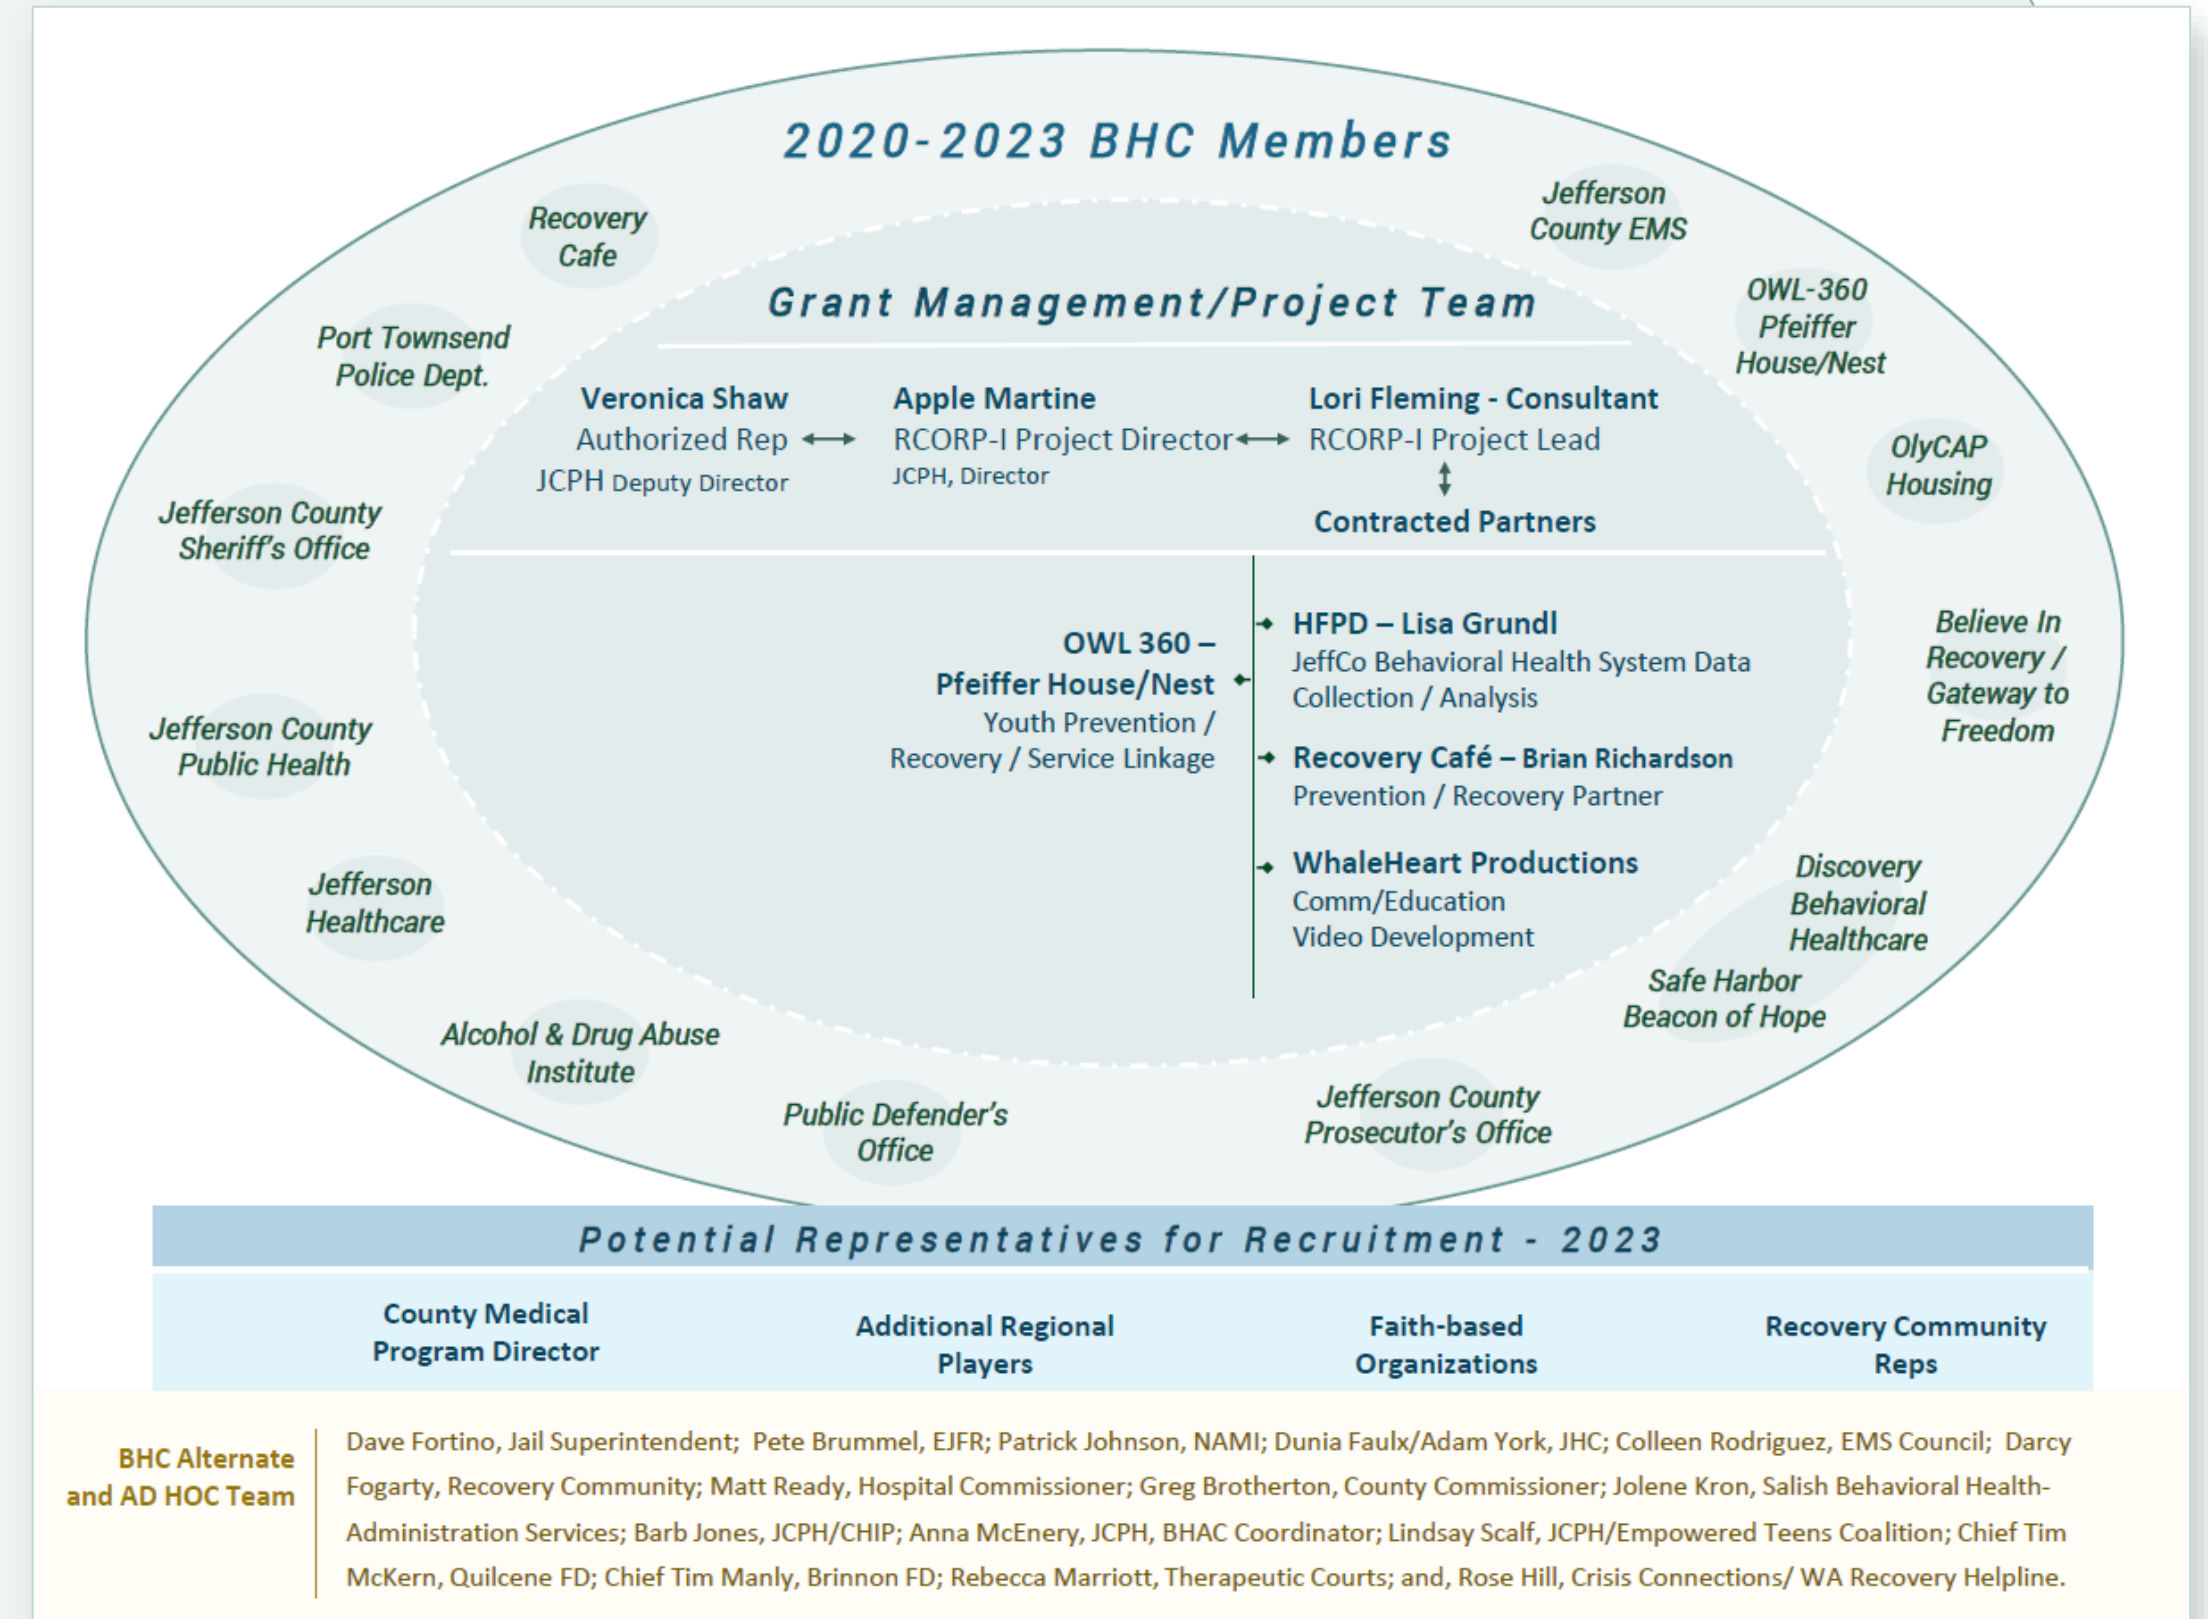 2020-2023 BHC Members
Recovery
Cafe
Port Townsend
Police Dept.
Jefferson County
Sheriff's Office
Jefferson County
Public Health
Jefferson
Healthcare
Alcohol & Drug Abuse
Institute
Public Defender's
Office
Jefferson County
Prosecutor's Office
Safe Harbor
Beacon of Hope
Discovery
Behavioral
Healthcare
Believe In
Recovery /
Gateway to
Freedom
OlyCAP
Housing
OWL-360
Pfeiffer
House/Nest
Jefferson
County EMS
Grant Management/Project Team
Veronica Shaw
Authorized Rep
JCPH Deputy Director
Apple Martine
RCORP-I Project Director
JCPH, Director
Lori Fleming - Consultant
RCORP-I Project Lead
Contracted Partners
OWL 360 –
Pfeiffer House/Nest
Youth Prevention /
Recovery / Service Linkage
HFPD – Lisa Grundl
JeffCo Behavioral Health System Data
Collection / Analysis
Recovery Café – Brian Richardson
Prevention / Recovery Partner
WhaleHeart Productions
Comm/Education
Video Development
Potential Representatives for Recruitment - 2023
County Medical
Program Director
Additional Regional
Players
Faith-based
Organizations
Recovery Community
Reps
BHC Alternate
and AD HOC Team
Dave Fortino, Jail Superintendent; Pete Brummel, EJFR; Patrick Johnson, NAMI; Dunia Faulx/Adam York, JHC; Colleen Rodriguez, EMS Council; Darcy
Fogarty, Recovery Community; Matt Ready, Hospital Commissioner; Greg Brotherton, County Commissioner; Jolene Kron, Salish Behavioral Health-
Administration Services; Barb Jones, JCPH/CHIP; Anna McEnery, JCPH, BHAC Coordinator; Lindsay Scalf, JCPH/Empowered Teens Coalition; Chief Tim
McKern, Quilcene FD; Chief Tim Manly, Brinnon FD; Rebecca Marriott, Therapeutic Courts; and, Rose Hill, Crisis Connections/ WA Recovery Helpline.